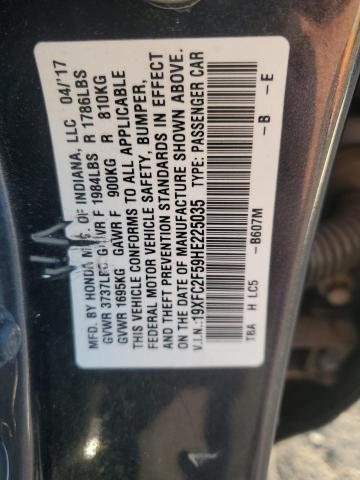 MFD. BY HONDA MFG. OF INDIANA, LLC 04/'17
GVWR 3737LBS GAWR F 1984LBS R 1786LBS
GVWR 1695KG GAWR F 900KG R 810KG
THIS VEHICLE CONFORMS TO ALL APPLICABLE
FEDERAL MOTOR VEHICLE SAFETY, BUMPER,
AND THEFT PREVENTION STANDARDS IN EFFECT
ON THE DATE OF MANUFACTURE SHOWN ABOVE.
V.I.N.: 19XFC2F59HE225035 TYPE: PASSENGER CAR
-B607M -B -E
TBA H LC5